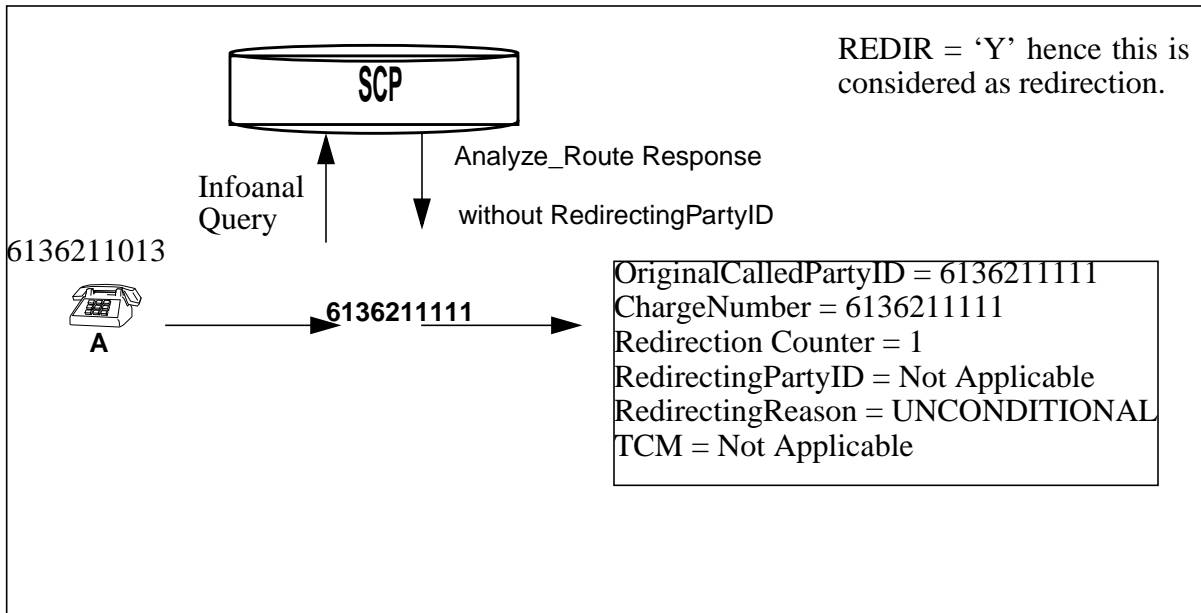 REDIR = ‘Y’ hence this is
considered as redirection.
SCP
Analyze_Route Response
Infoanal
Query
without RedirectingPartyID
6136211013
A
6136211111
OriginalCalledPartyID = 6136211111
ChargeNumber = 6136211111
Redirection Counter = 1
RedirectingPartyID = Not Applicable
RedirectingReason = UNCONDITIONAL
TCM = Not Applicable